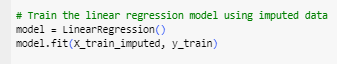 # Train the linear regression model using imputed data
model = LinearRegression()
model.fit(X_train_imputed, y_train)